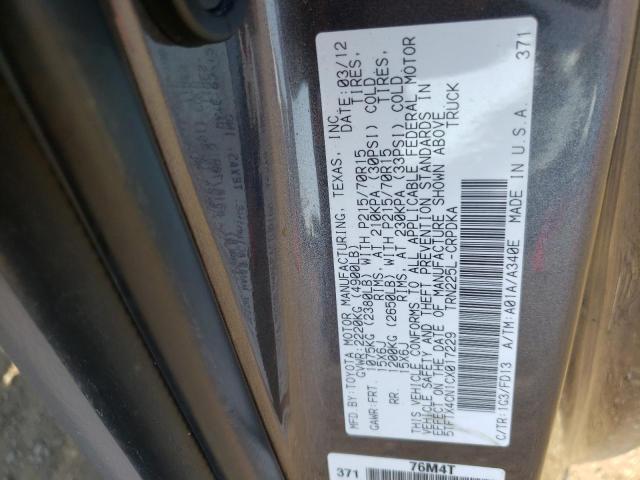 MFD.BY:TOYOTA MOTOR MANUFACTURING, TEXAS, INC. DATE:03/12
GVWR:2220KG (4900LB)
GAWR:FRT. 1075KG (2380LB) WITH P215/70R15 TIRES,
15X6J RIMS, AT 210KPA (30PSI) COLD
RR. 1200KG (2650LB) WITH P215/70R15 TIRES,
15X6J RIMS, AT 230KPA (33PSI) COLD
THIS VEHICLE CONFORMS TO ALL APPLICABLE FEDERAL MOTOR
VEHICLE SAFETY AND THEFT PREVENTION STANDARDS IN
EFFECT ON THE DATE OF MANUFACTURE SHOWN ABOVE.
5TFTX4CN1CX017229 TRN225L-CRPDKA TRUCK
C/TR:1G3/FD13 A/TM:A01A/A340E MADE IN U.S.A. 371
371 76M4T